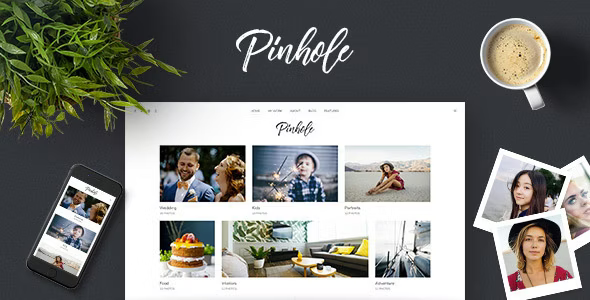 Pinhole
HOME MY WORK ABOUT BLOG FEATURES
Pinhole
Wedding
Kids
Portraits
Food
Interiors
Adventure
Pinhole